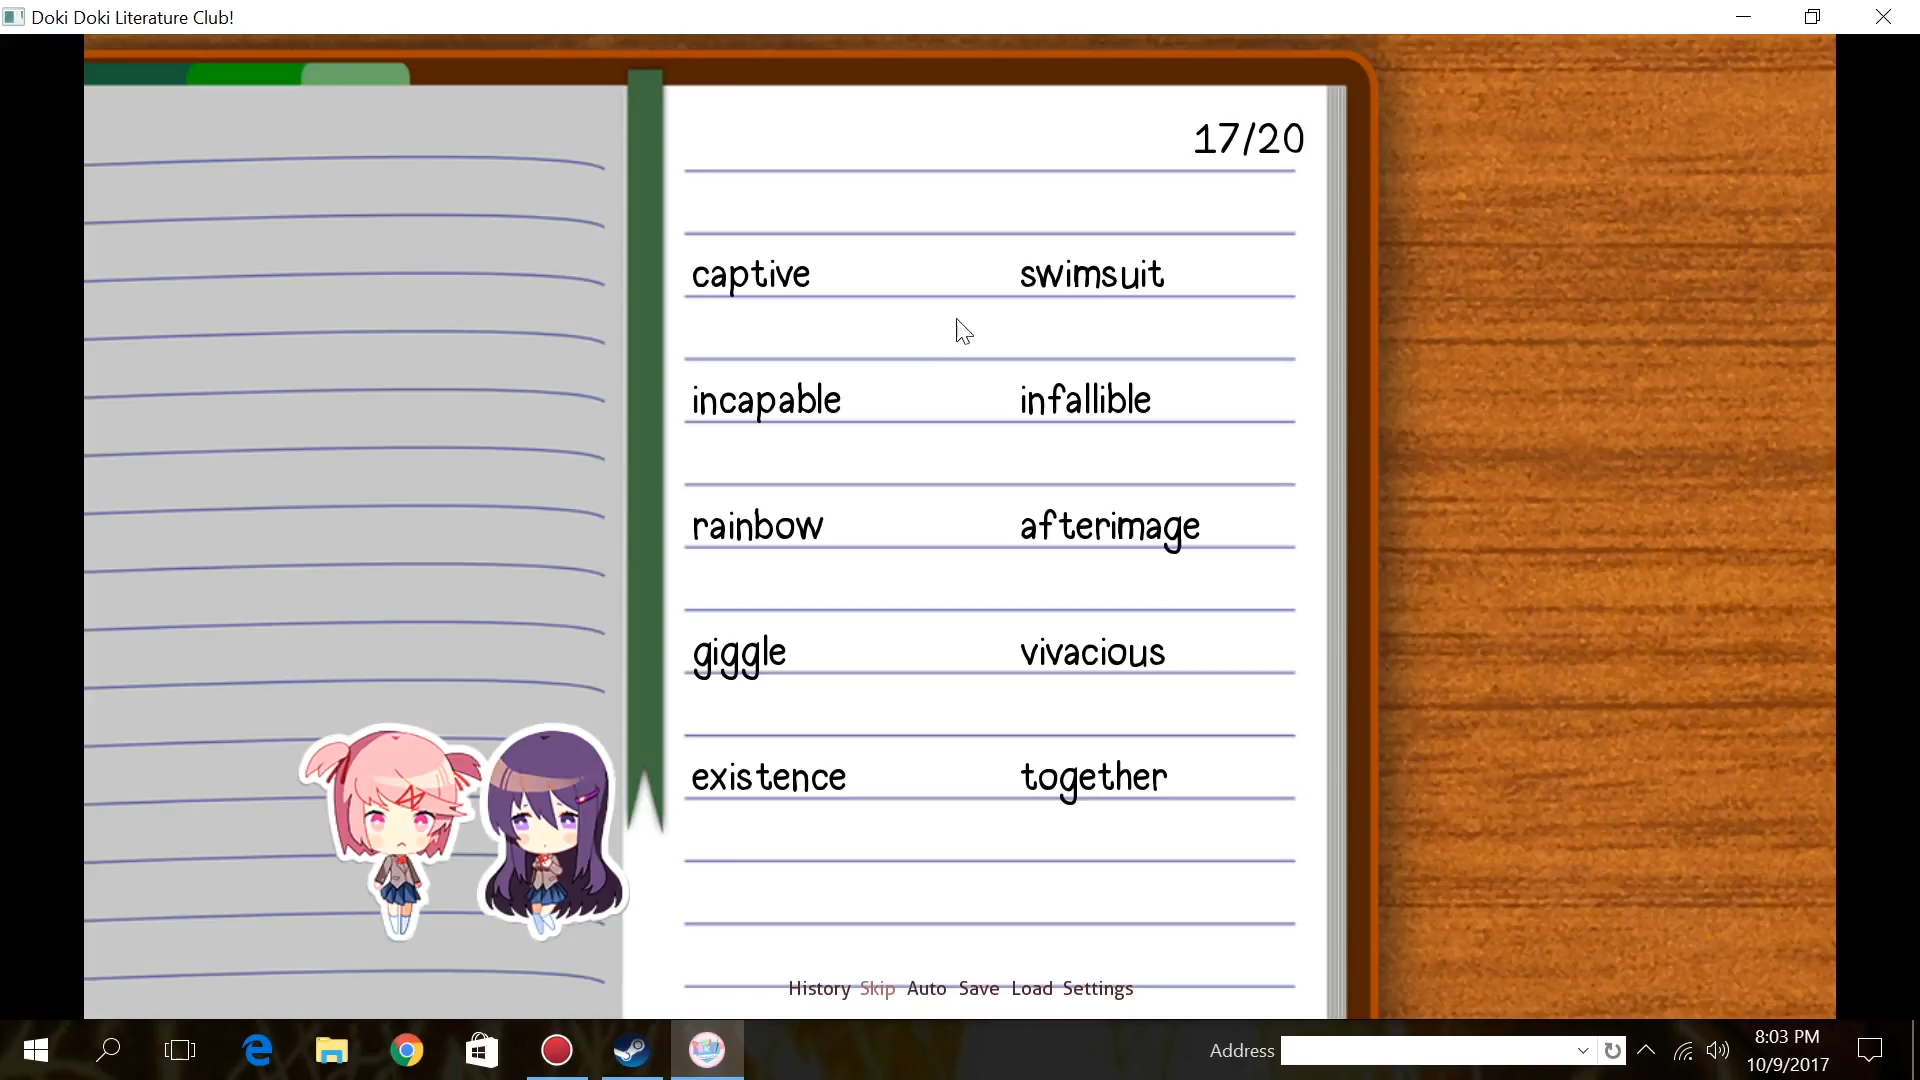 Doki Doki Literature Club!
17/20
captive swimsuit
incapable infallible
rainbow afterimage
giggle vivacious
existence together
History Skip Auto Save Load Settings
Address
8:03 PM
10/9/2017